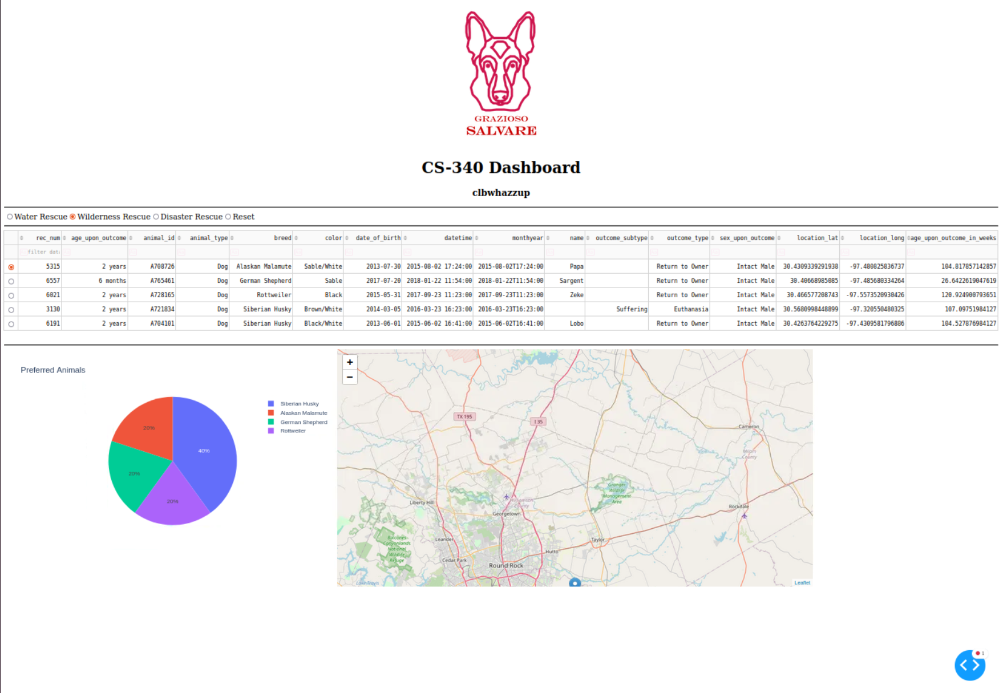 GRAZIOSO
SALVARE
CS-340 Dashboard
clbwhazzup
Water Rescue Wilderness Rescue Disaster Rescue Reset
rec_num age_upon_outcome animal_id animal_type breed color date_of_birth datetime monthyear name outcome_subtype outcome_type sex_upon_outcome location_lat location_long age_upon_outcome_in_weeks
filter data
5315 2 years A708726 Dog Alaskan Malamute Sable/White 2013-07-30 2015-08-02 17:24:00 2015-08-02T17:24:00 Papa Return to Owner Intact Male 30.4309339291938 -97.480825836737 104.817857142857
6557 6 months A765461 Dog German Shepherd Sable 2017-07-20 2018-01-22 11:54:00 2018-01-22T11:54:00 Sargent Return to Owner Intact Male 30.40668985085 -97.485680334264 26.6422619047619
6021 2 years A728165 Dog Rottweiler Black 2015-05-31 2017-09-23 11:23:00 2017-09-23T11:23:00 Zeke Return to Owner Intact Male 30.466577208743 -97.5573520930426 120.924900793651
3130 2 years A721834 Dog Siberian Husky Brown/White 2014-03-05 2016-03-23 16:23:00 2016-03-23T16:23:00 Suffering Euthanasia Intact Male 30.5680998448899 -97.320550480325 107.09751984127
6191 2 years A704101 Dog Siberian Husky Black/White 2013-06-01 2015-06-02 16:41:00 2015-06-02T16:41:00 Lobo Return to Owner Intact Male 30.4263764229275 -97.4309581796886 104.527876984127
Preferred Animals
Siberian Husky
Alaskan Malamute
German Shepherd
Rottweiler
20%
40%
20%
20%
+
−
TX 195
I 35
Cameron
Milam
County
Granger
Wildlife
Management
Area
Liberty Hill
Williamson
County
Georgetown
Rockdale
Balcones
Canyonlands
National
Wildlife
Refuge
Leander
Taylor
Hutto
Cedar Park
Round Rock
Lake Travis
Leaflet
1